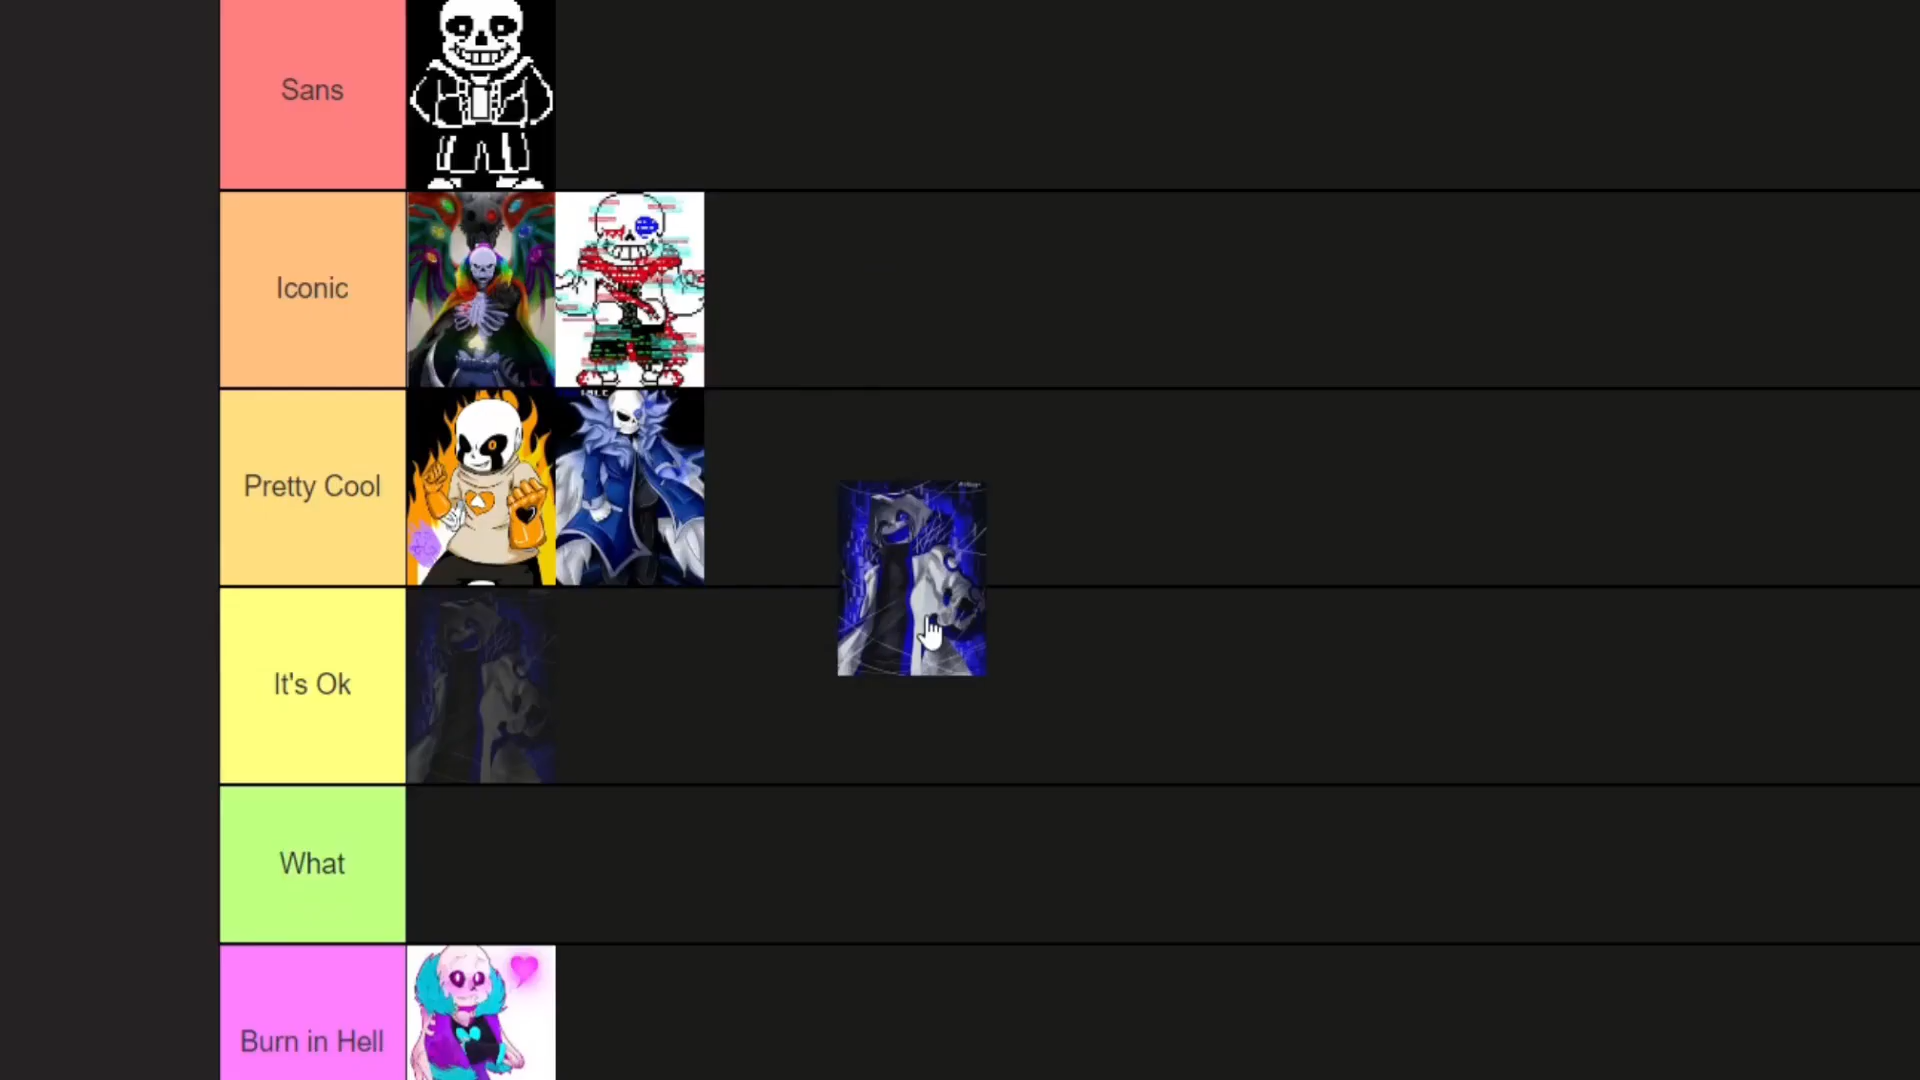 Sans
Iconic
Pretty Cool
It's Ok
What
Burn in Hell